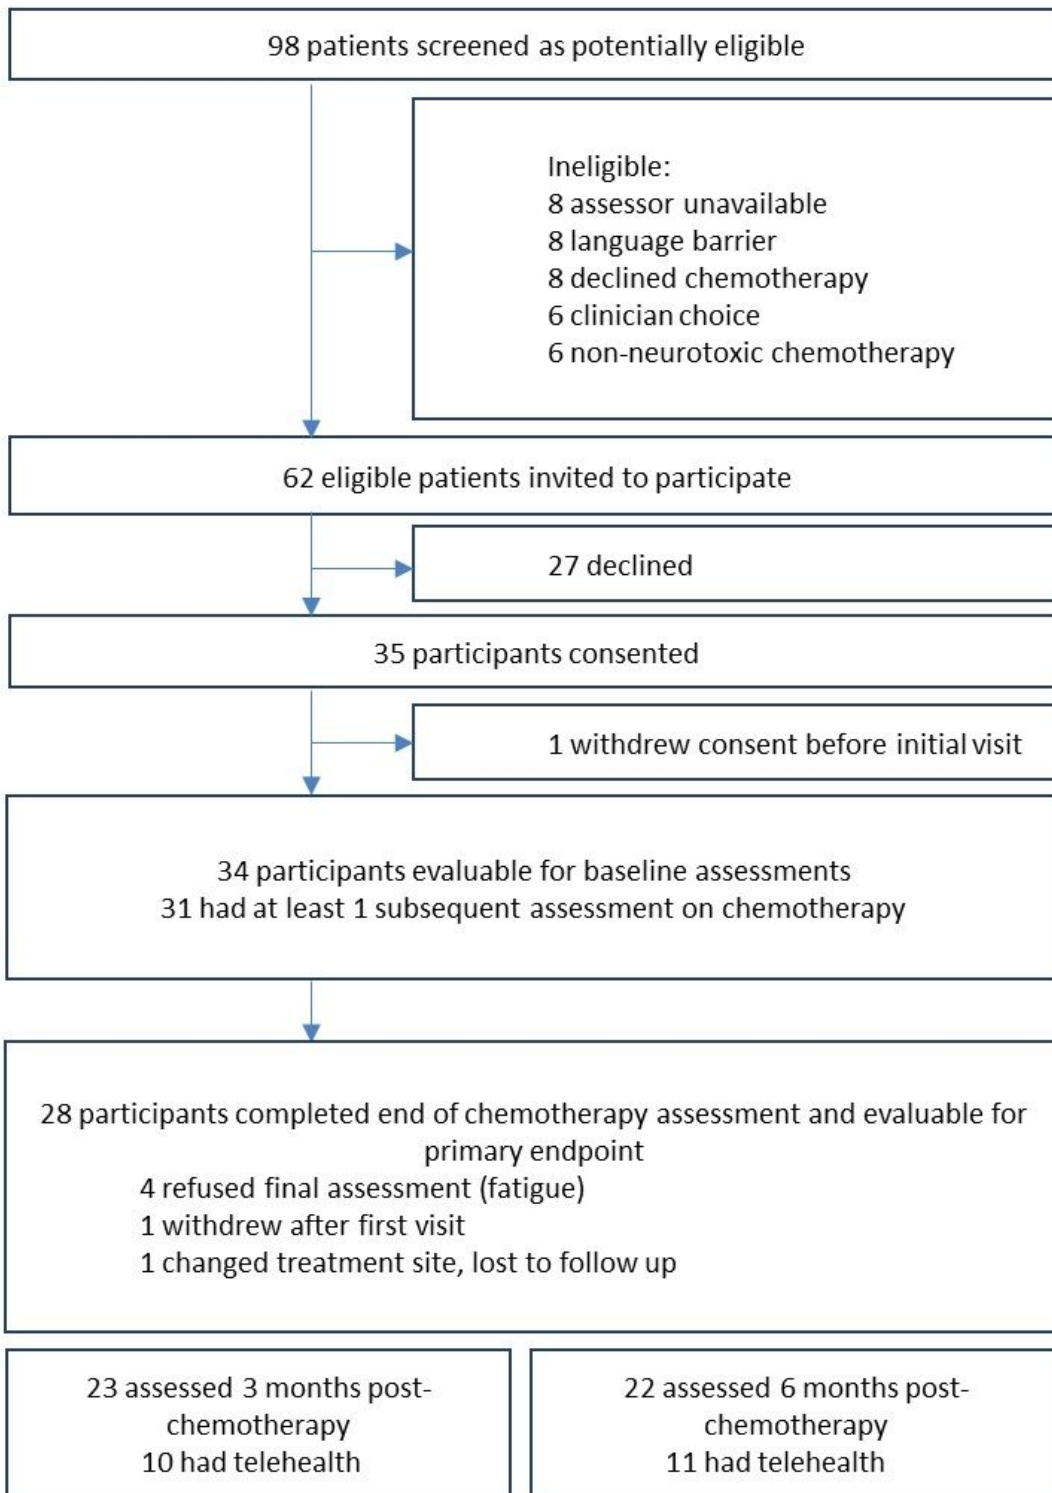 98 patients screened as potentially eligible
Ineligible:
8 assessor unavailable
8 language barrier
8 declined chemotherapy
6 clinician choice
6 non-neurotoxic chemotherapy
62 eligible patients invited to participate
27 declined
35 participants consented
1 withdrew consent before initial visit
34 participants evaluable for baseline assessments
31 had at least 1 subsequent assessment on chemotherapy
28 participants completed end of chemotherapy assessment and evaluable for
primary endpoint
4 refused final assessment (fatigue)
1 withdrew after first visit
1 changed treatment site, lost to follow up
23 assessed 3 months post-
chemotherapy
10 had telehealth
22 assessed 6 months post-
chemotherapy
11 had telehealth